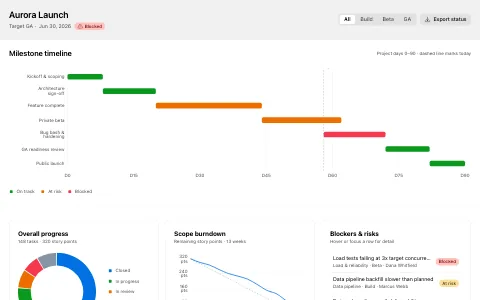 Aurora Launch
Target GA · Jun 30, 2026
Blocked
All
Build
Beta
GA
Export status
Milestone timeline
Project days 0–90 · dashed line marks today
Kickoff & scoping
Architecture
sign-off
Feature complete
Private beta
Bug bash &
hardening
GA readiness review
Public launch
D0
D15
D30
D45
D60
D75
D90
On track
At risk
Blocked
Overall progress
148 tasks · 320 story points
Closed
In progress
In review
Scope burndown
Remaining story points · 13 weeks
320
pts
240
pts
160
pts
Blockers & risks
Hover or focus a row for detail
Load tests failing at 3x target concurre...
Load & reliability · Beta · Dana Whitfield
Blocked
Data pipeline backfill slower than planned
Data pipeline · Build · Marcus Webb
At risk